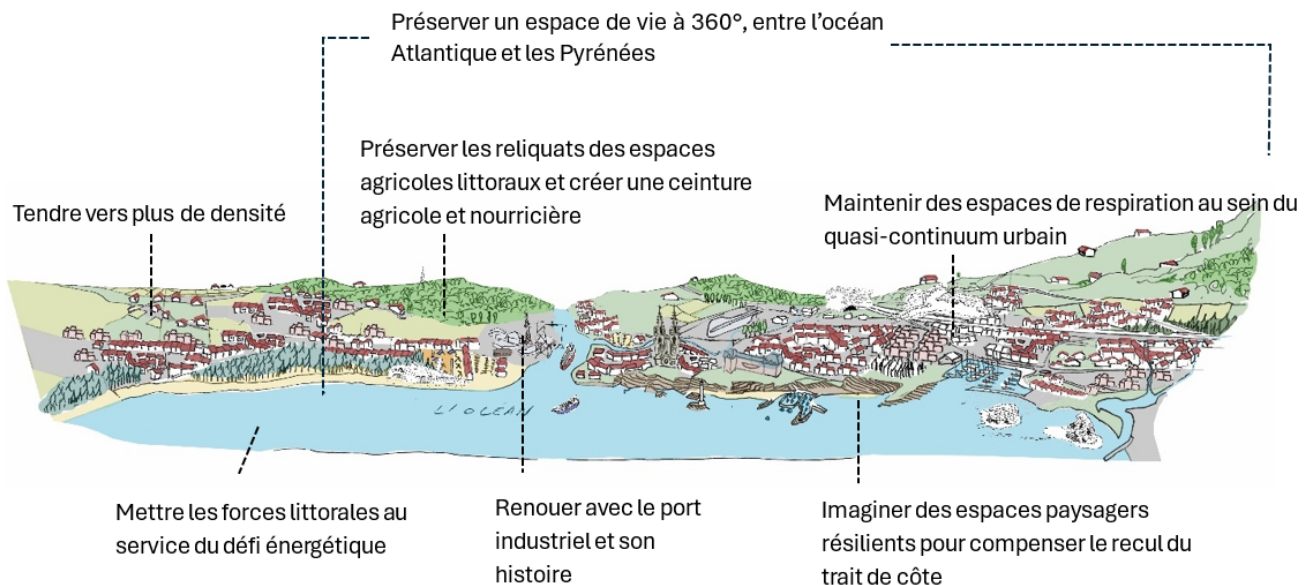 Préserver un espace de vie à 360°, entre l’océan
Atlantique et les Pyrénées
Préserver les reliquats des espaces
agricoles littoraux et créer une ceinture
agricole et nourricière
Tendre vers plus de densité
Maintenir des espaces de respiration au sein du
quasi-continuum urbain
L'OCÉAN
Mettre les forces littorales au
service du défi énergétique
Renouer avec le port
industriel et son
histoire
Imaginer des espaces paysagers
résilients pour compenser le recul du
trait de côte